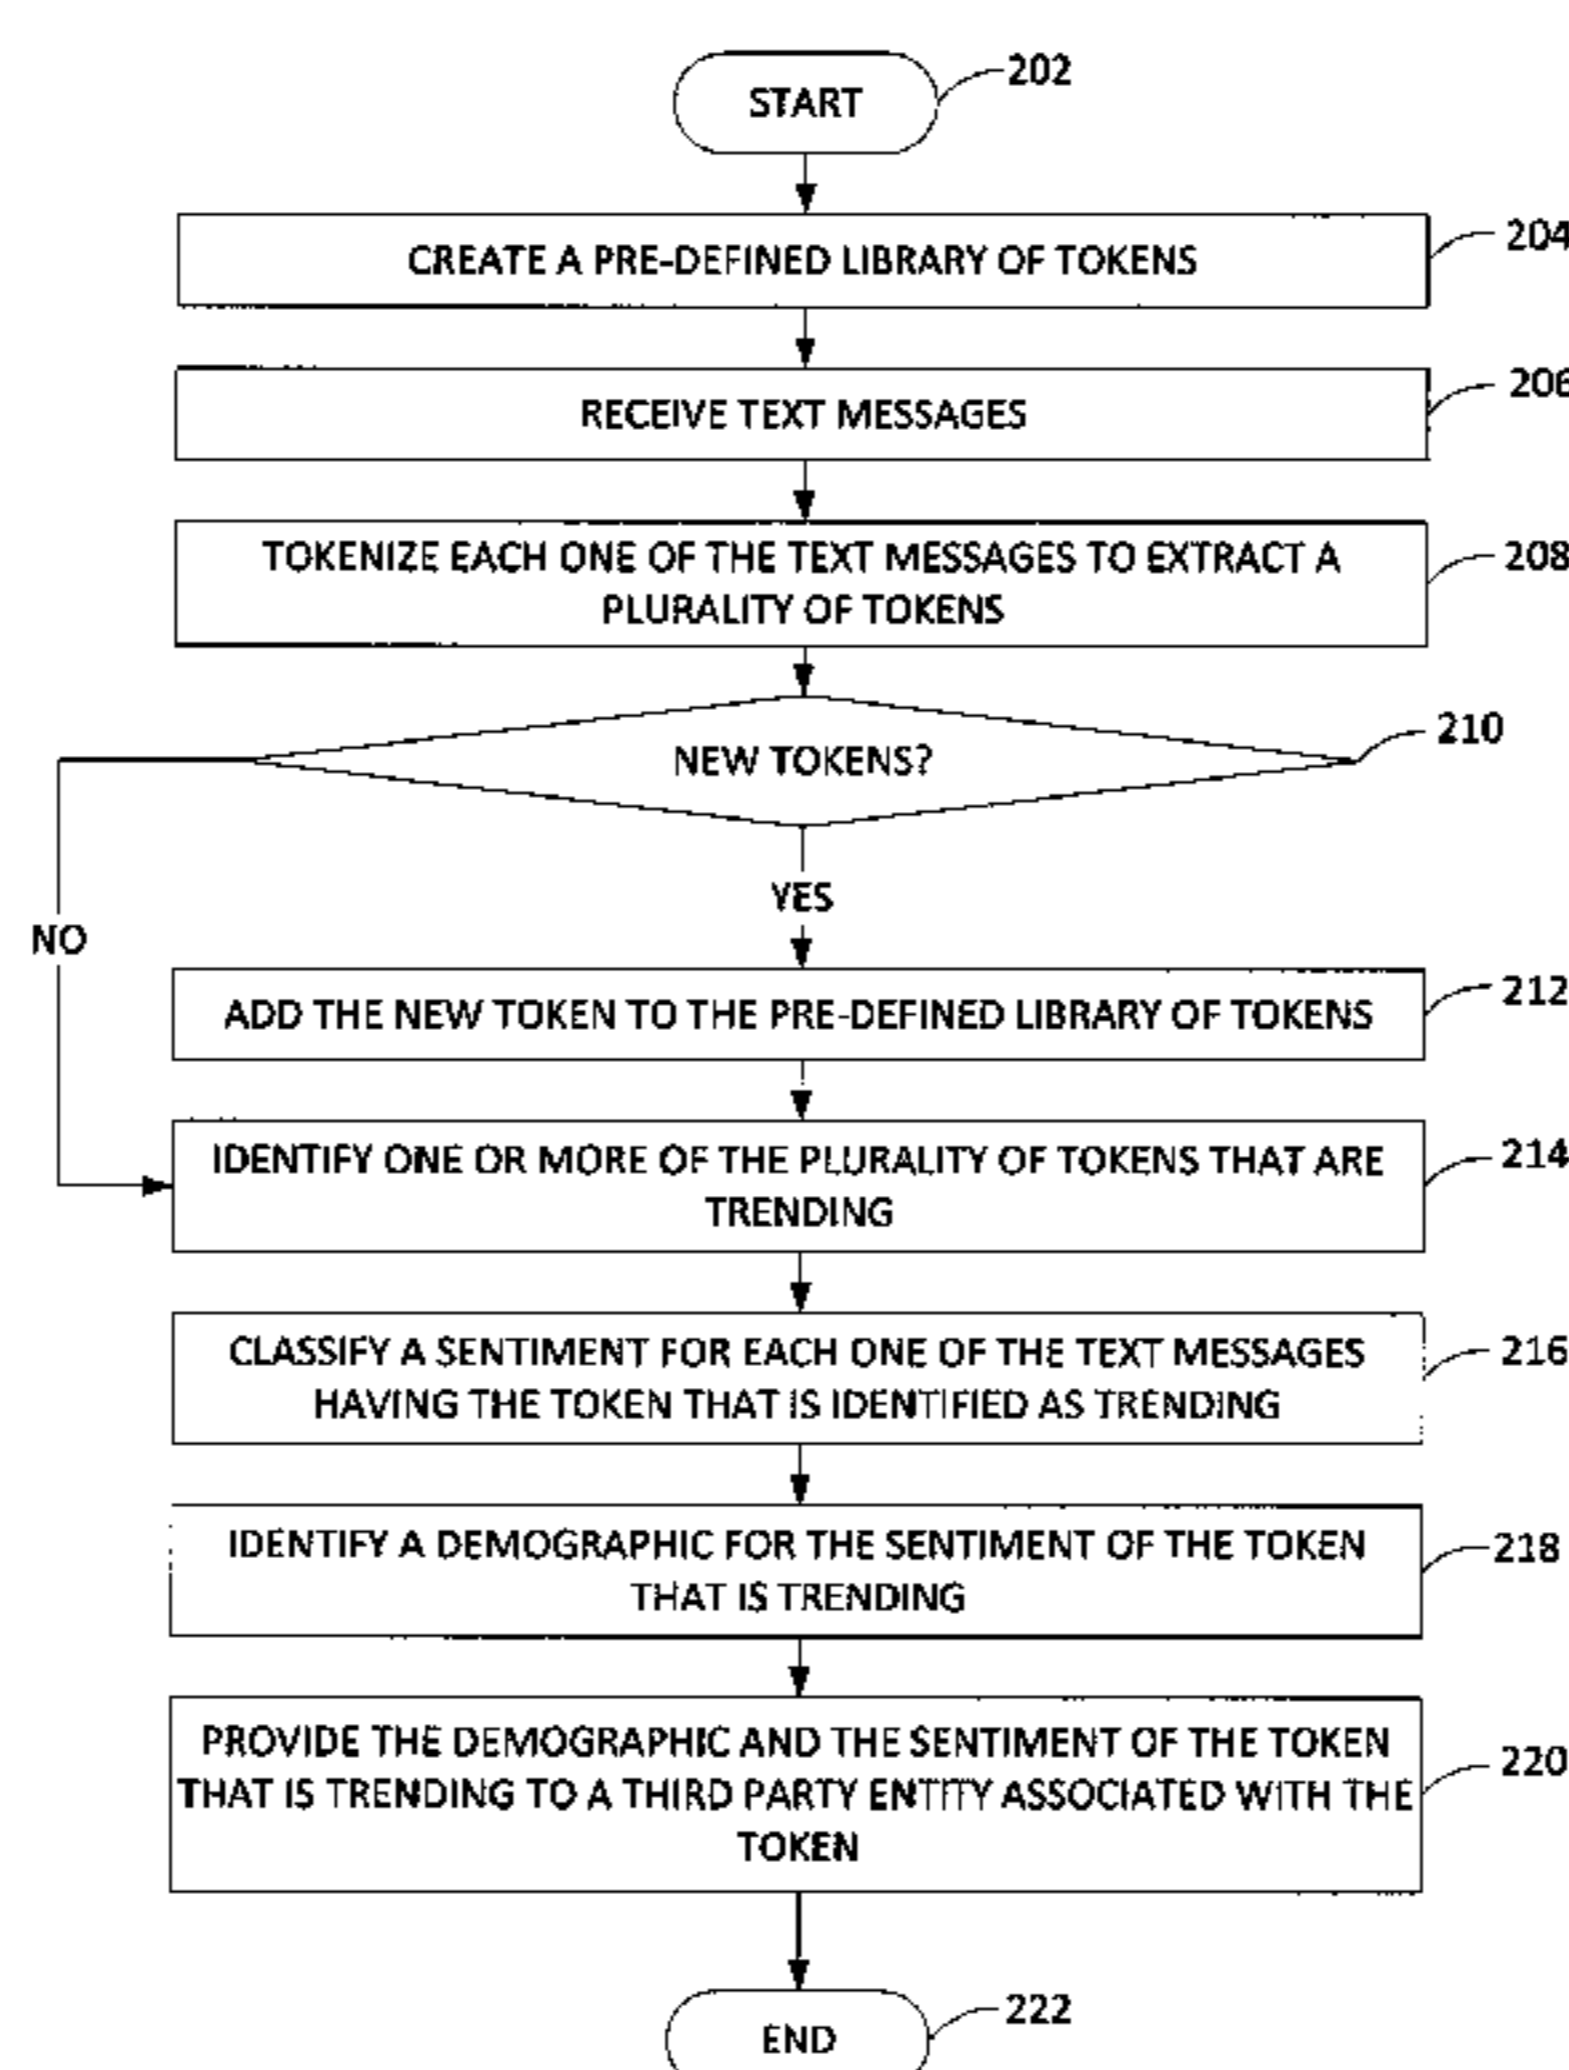 START
202
CREATE A PRE-DEFINED LIBRARY OF TOKENS
204
RECEIVE TEXT MESSAGES
206
TOKENIZE EACH ONE OF THE TEXT MESSAGES TO EXTRACT A
PLURALITY OF TOKENS
208
NEW TOKENS?
210
YES
NO
ADD THE NEW TOKEN TO THE PRE-DEFINED LIBRARY OF TOKENS
212
IDENTIFY ONE OR MORE OF THE PLURALITY OF TOKENS THAT ARE
TRENDING
214
CLASSIFY A SENTIMENT FOR EACH ONE OF THE TEXT MESSAGES
HAVING THE TOKEN THAT IS IDENTIFIED AS TRENDING
216
IDENTIFY A DEMOGRAPHIC FOR THE SENTIMENT OF THE TOKEN
THAT IS TRENDING
218
PROVIDE THE DEMOGRAPHIC AND THE SENTIMENT OF THE TOKEN
THAT IS TRENDING TO A THIRD PARTY ENTITY ASSOCIATED WITH THE
TOKEN
220
END
222